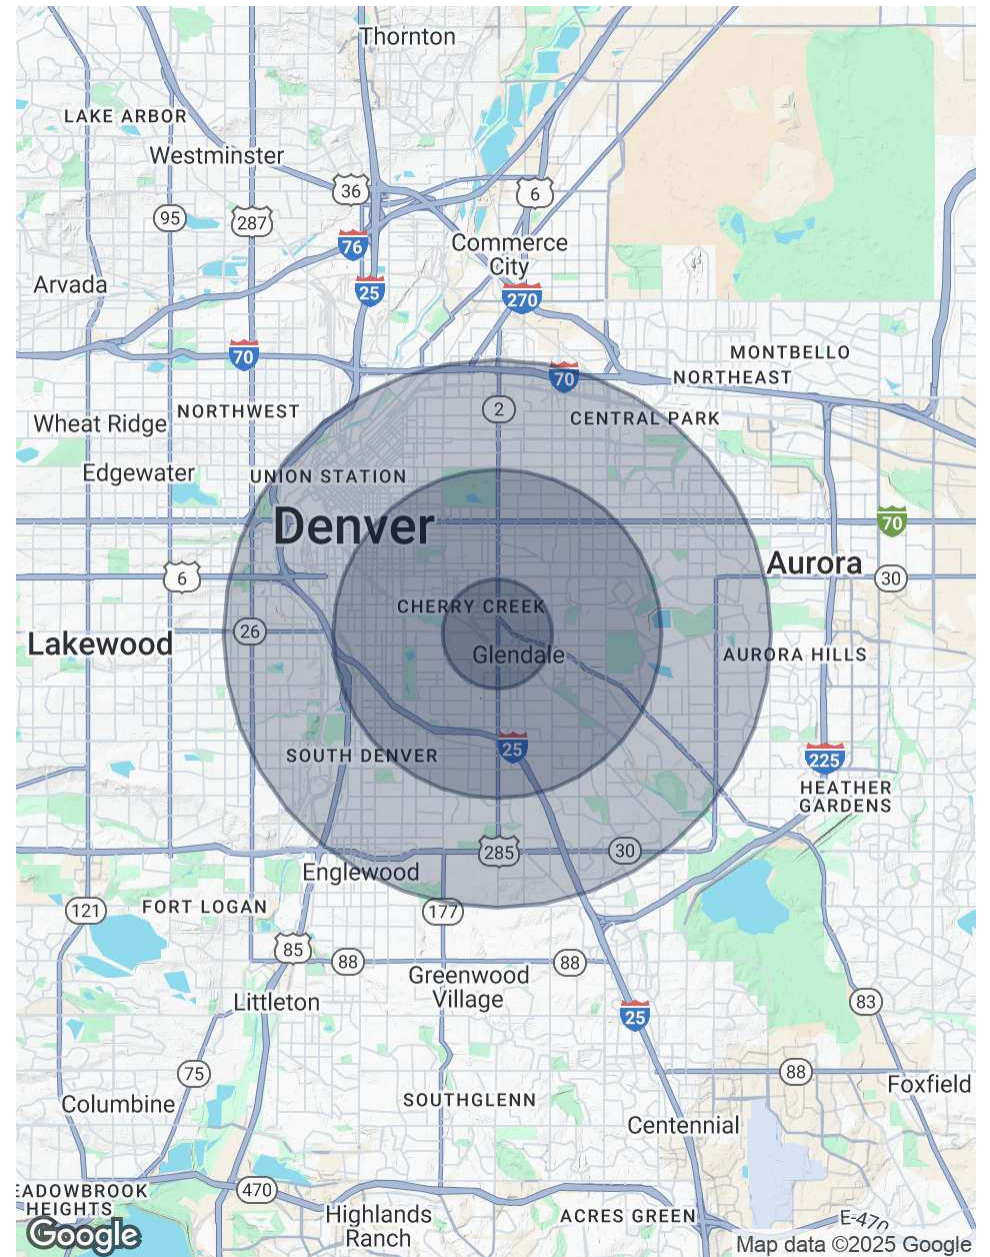 Thornton
LAKE ARBOR
Westminster
36
6
95
287
76
Commerce
City
Arvada
25
270
70
MONTBELLO
70
NORTHEAST
NORTHWEST
2
CENTRAL PARK
Wheat Ridge
Edgewater
UNION STATION
Denver
70
Aurora
6
30
CHERRY CREEK
26
Lakewood
Glendale
AURORA HILLS
SOUTH DENVER
25
225
HEATHER
GARDENS
285
30
Englewood
121
FORT LOGAN
177
85
88
88
Greenwood
Village
Littleton
83
25
75
88
Foxfield
Columbine
SOUTHGLENN
Centennial
EADOWBROOK
HEIGHTS
470
Highlands
Ranch
ACRES GREEN
E-470
Google
Map data ©2025 Google